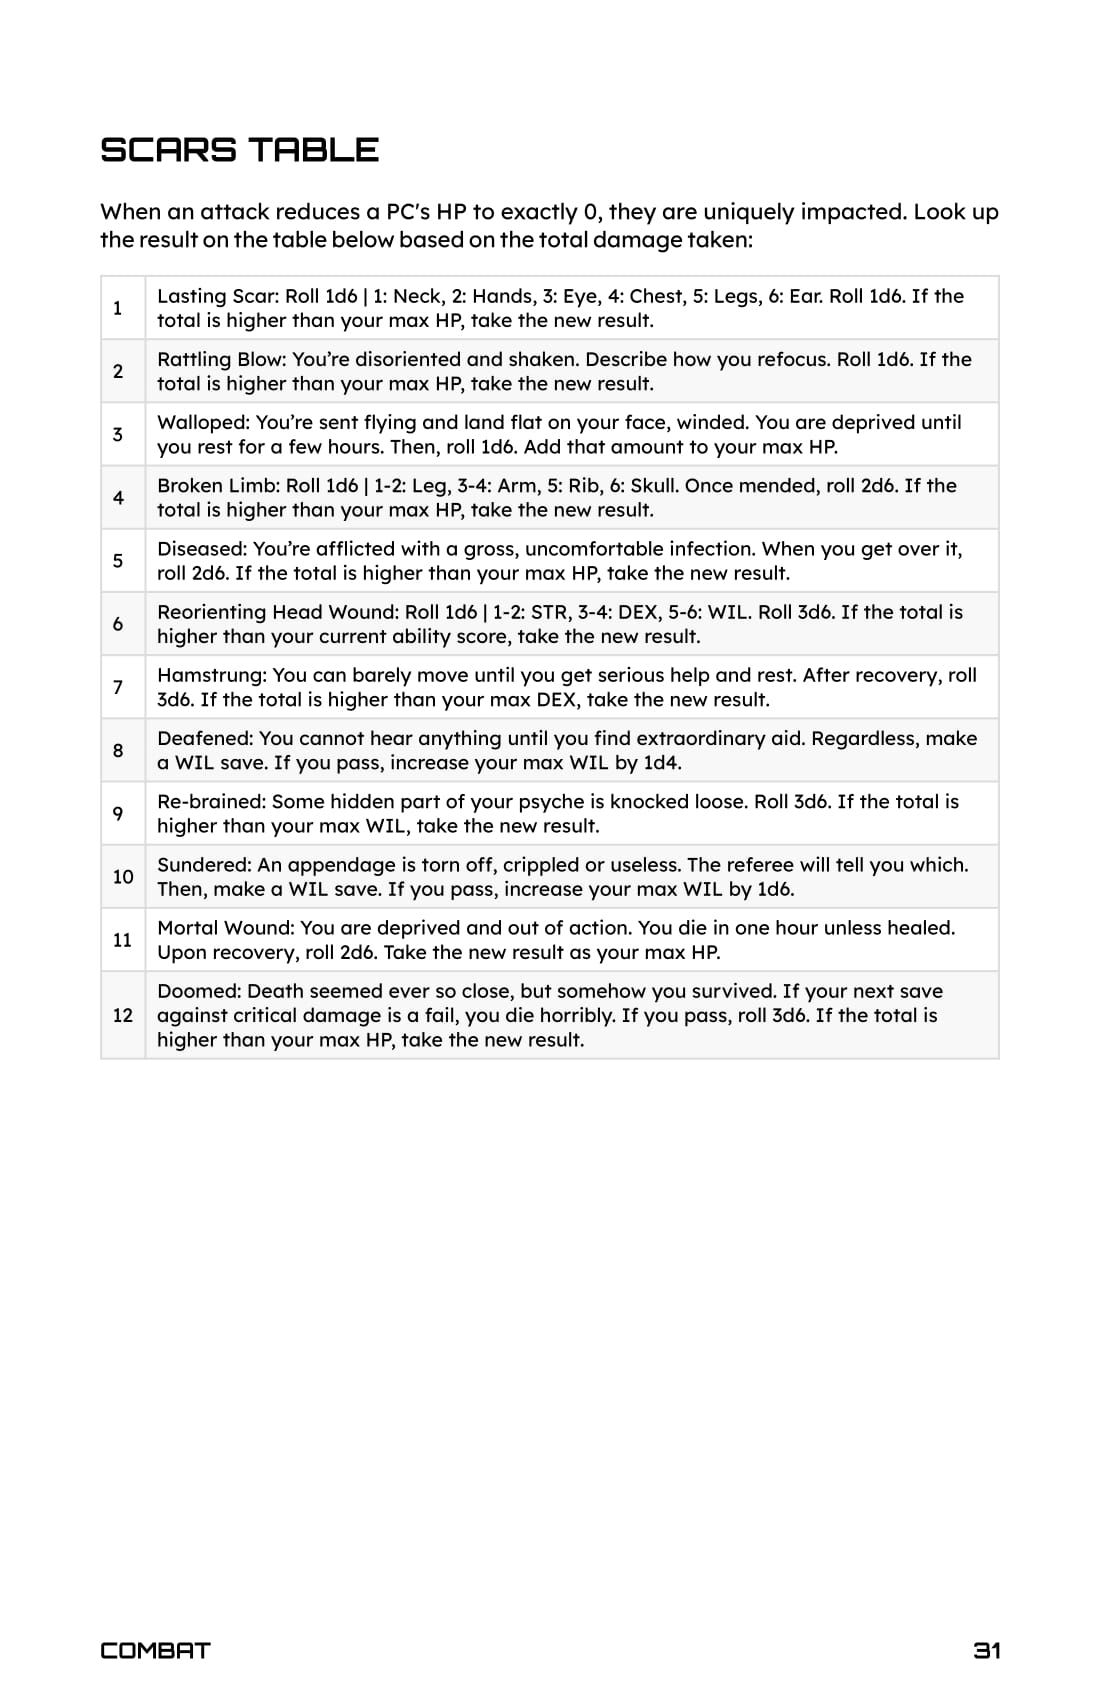 SCARS TABLE
When an attack reduces a PC's HP to exactly 0, they are uniquely impacted. Look up
the result on the table below based on the total damage taken:
1
Lasting Scar: Roll 1d6 | 1: Neck, 2: Hands, 3: Eye, 4: Chest, 5: Legs, 6: Ear. Roll 1d6. If the
total is higher than your max HP, take the new result.
2
Rattling Blow: You’re disoriented and shaken. Describe how you refocus. Roll 1d6. If the
total is higher than your max HP, take the new result.
3
Walloped: You’re sent flying and land flat on your face, winded. You are deprived until
you rest for a few hours. Then, roll 1d6. Add that amount to your max HP.
4
Broken Limb: Roll 1d6 | 1-2: Leg, 3-4: Arm, 5: Rib, 6: Skull. Once mended, roll 2d6. If the
total is higher than your max HP, take the new result.
5
Diseased: You’re afflicted with a gross, uncomfortable infection. When you get over it,
roll 2d6. If the total is higher than your max HP, take the new result.
6
Reorienting Head Wound: Roll 1d6 | 1-2: STR, 3-4: DEX, 5-6: WIL. Roll 3d6. If the total is
higher than your current ability score, take the new result.
7
Hamstrung: You can barely move until you get serious help and rest. After recovery, roll
3d6. If the total is higher than your max DEX, take the new result.
8
Deafened: You cannot hear anything until you find extraordinary aid. Regardless, make
a WIL save. If you pass, increase your max WIL by 1d4.
9
Re-brained: Some hidden part of your psyche is knocked loose. Roll 3d6. If the total is
higher than your max WIL, take the new result.
10
Sundered: An appendage is torn off, crippled or useless. The referee will tell you which.
Then, make a WIL save. If you pass, increase your max WIL by 1d6.
11
Mortal Wound: You are deprived and out of action. You die in one hour unless healed.
Upon recovery, roll 2d6. Take the new result as your max HP.
12
Doomed: Death seemed ever so close, but somehow you survived. If your next save
against critical damage is a fail, you die horribly. If you pass, roll 3d6. If the total is
higher than your max HP, take the new result.
COMBAT
31